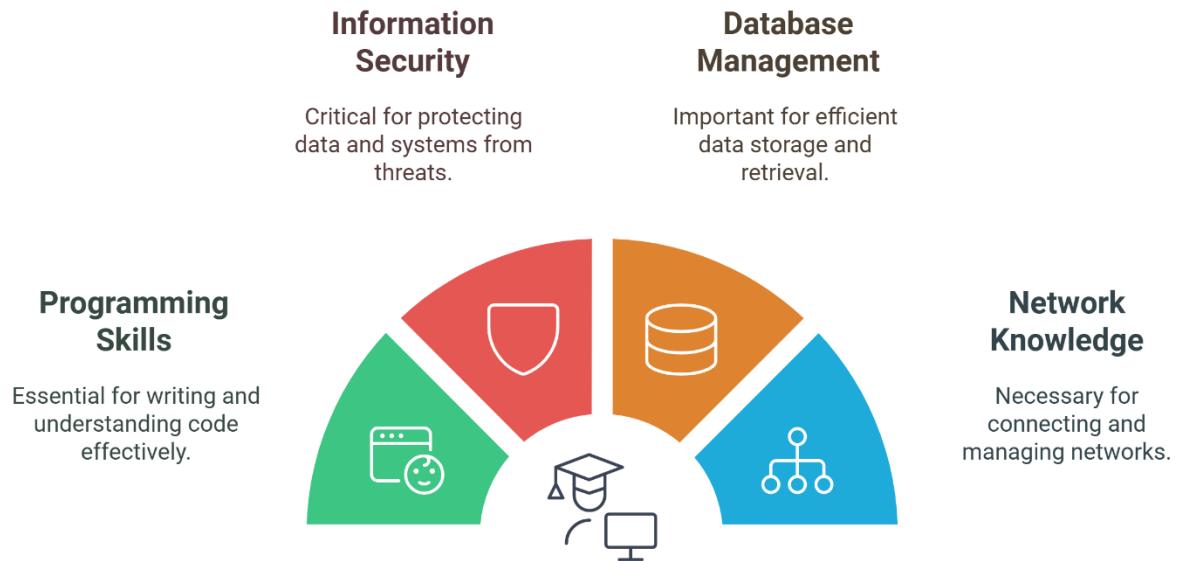 Information
Security
Critical for protecting
data and systems from
threats.
Database
Management
Important for efficient
data storage and
retrieval.
Programming
Skills
Essential for writing and
understanding code
effectively.
Network
Knowledge
Necessary for
connecting and
managing networks.